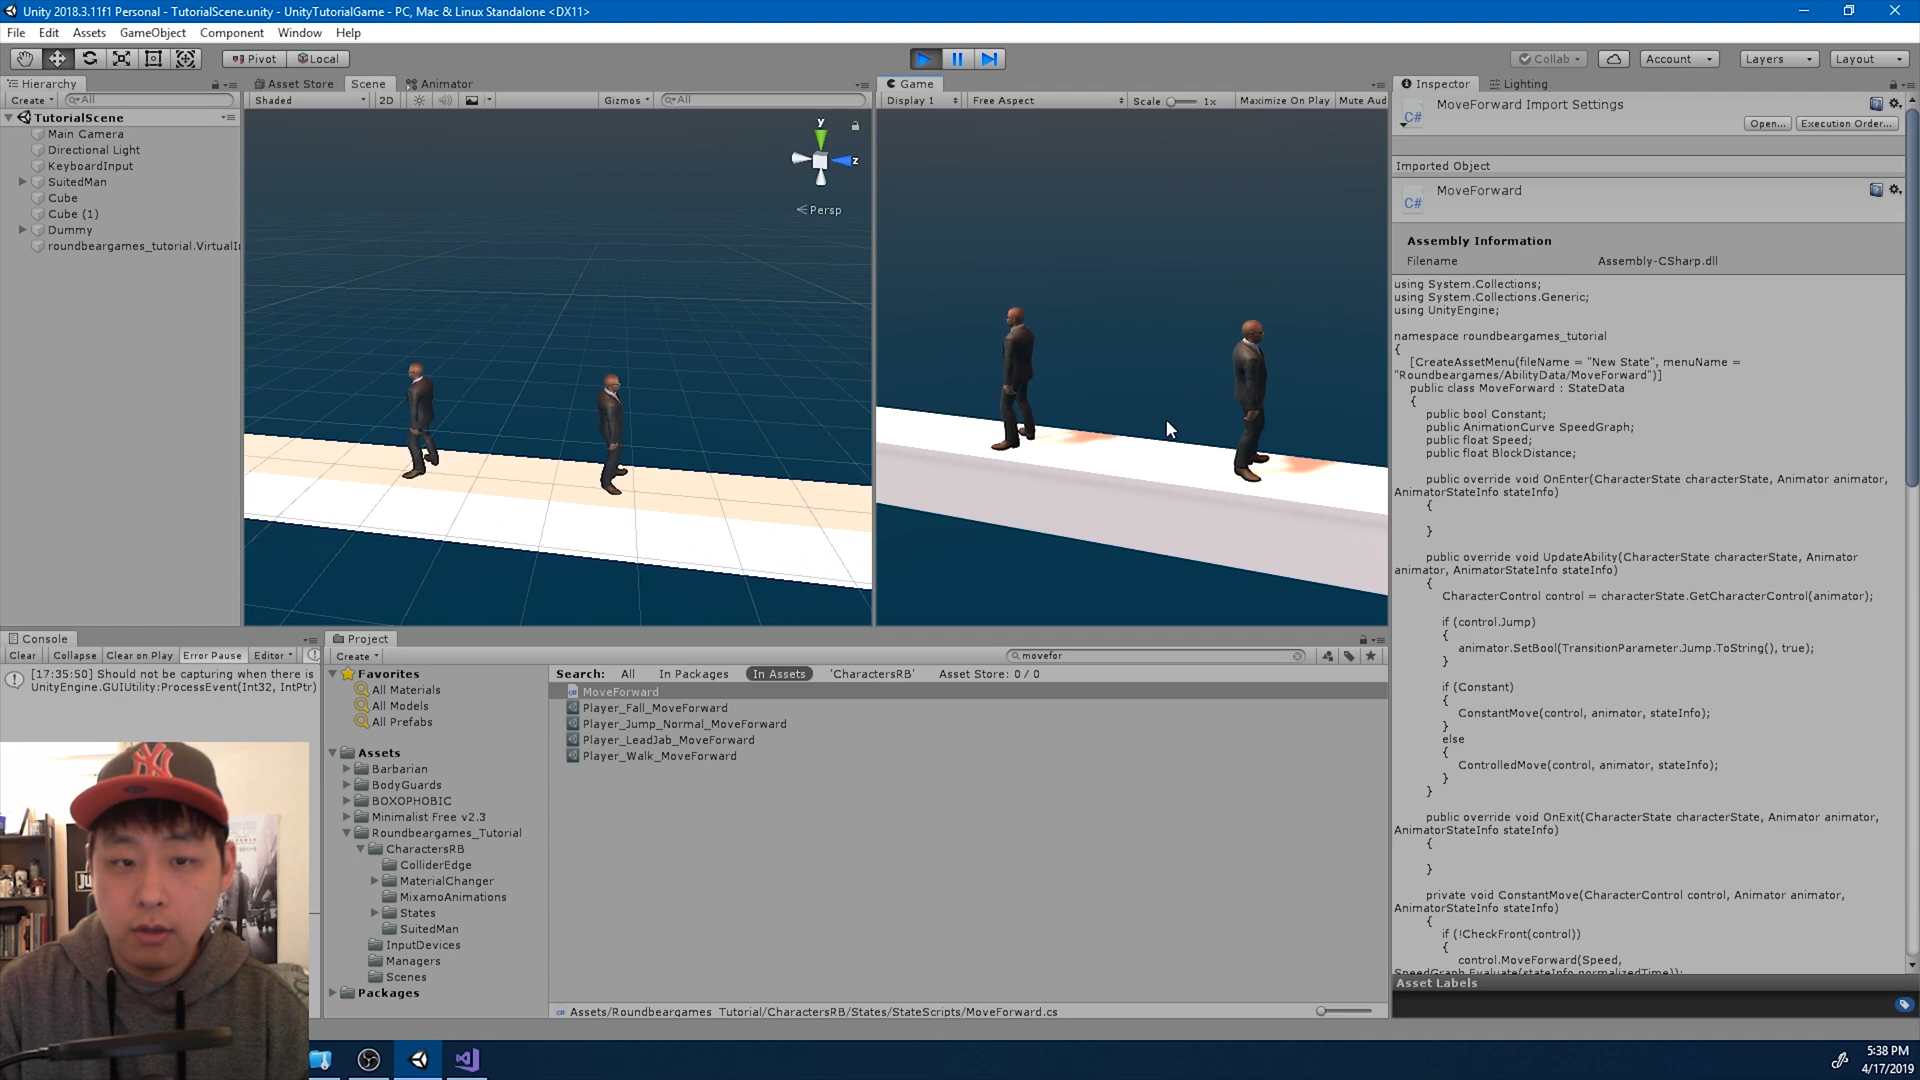 Unity 2018.3.11f1 Personal - TutorialScene.unity - UnityTutorialGame - PC, Mac & Linux Standalone <DX11>
File Edit Assets GameObject Component Window Help
Pivot Local Collab Account Layers Layout
Hierarchy
Create All
TutorialScene
Main Camera
Directional Light
KeyboardInput
SuitedMan
Cube
Cube (1)
Dummy
roundbeargames_tutorial.VirtualI
Asset Store Scene Animator
Shaded 2D Gizmos All
y
z
Persp
Game
Display 1 Free Aspect Scale 1x Maximize On Play Mute Aud
Inspector Lighting
MoveForward Import Settings
C#
Open... Execution Order...
Imported Object
MoveForward
C#
Assembly Information
Filename Assembly-CSharp.dll
using System.Collections;
using System.Collections.Generic;
using UnityEngine;
namespace roundbeargames_tutorial
{
[CreateAssetMenu(fileName = "New State", menuName =
"Roundbeargames/AbilityData/MoveForward")]
public class MoveForward : StateData
{
public bool Constant;
public AnimationCurve SpeedGraph;
public float Speed;
public float BlockDistance;
public override void OnEnter(CharacterState characterState, Animator animator,
AnimatorStateInfo stateInfo)
{
}
public override void UpdateAbility(CharacterState characterState, Animator
animator, AnimatorStateInfo stateInfo)
{
CharacterControl control = characterState.GetCharacterControl(animator);
if (control.Jump)
{
animator.SetBool(TransitionParameter.Jump.ToString(), true);
}
if (Constant)
{
ConstantMove(control, animator, stateInfo);
}
else
{
ControlledMove(control, animator, stateInfo);
}
}
public override void OnExit(CharacterState characterState, Animator animator,
AnimatorStateInfo stateInfo)
{
}
private void ConstantMove(CharacterControl control, Animator animator,
AnimatorStateInfo stateInfo)
{
if (!CheckFront(control))
{
control.MoveForward(Speed,
SpeedGraph.Evaluate(stateInfo.normalizedTime));
Asset Labels
Console
Clear Collapse Clear on Play Error Pause Editor
[17:35:50] Should not be capturing when there is
UnityEngine.GUIUtility:ProcessEvent(Int32, IntPtr)
Project
Create movefor
Favorites
All Materials
All Models
All Prefabs
Assets
Barbarian
BodyGuards
BOXOPHOBIC
Minimalist Free v2.3
Roundbeargames_Tutorial
CharactersRB
ColliderEdge
MaterialChanger
MixamoAnimations
States
SuitedMan
InputDevices
Managers
Scenes
Packages
Search: All In Packages In Assets 'CharactersRB' Asset Store: 0 / 0
MoveForward
Player_Fall_MoveForward
Player_Jump_Normal_MoveForward
Player_LeadJab_MoveForward
Player_Walk_MoveForward
Assets/Roundbeargames_Tutorial/CharactersRB/States/StateScripts/MoveForward.cs
5:38 PM
4/17/2019